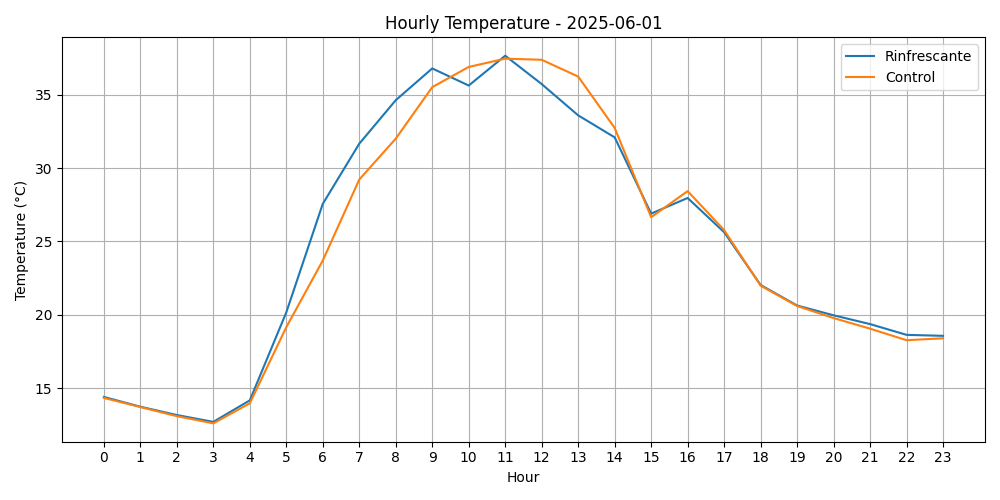 Hourly Temperature - 2025-06-01
Rinfrescante
Control
Temperature (°C)
35
30
25
20
15
0 1 2 3 4 5 6 7 8 9 10 11 12 13 14 15 16 17 18 19 20 21 22 23
Hour